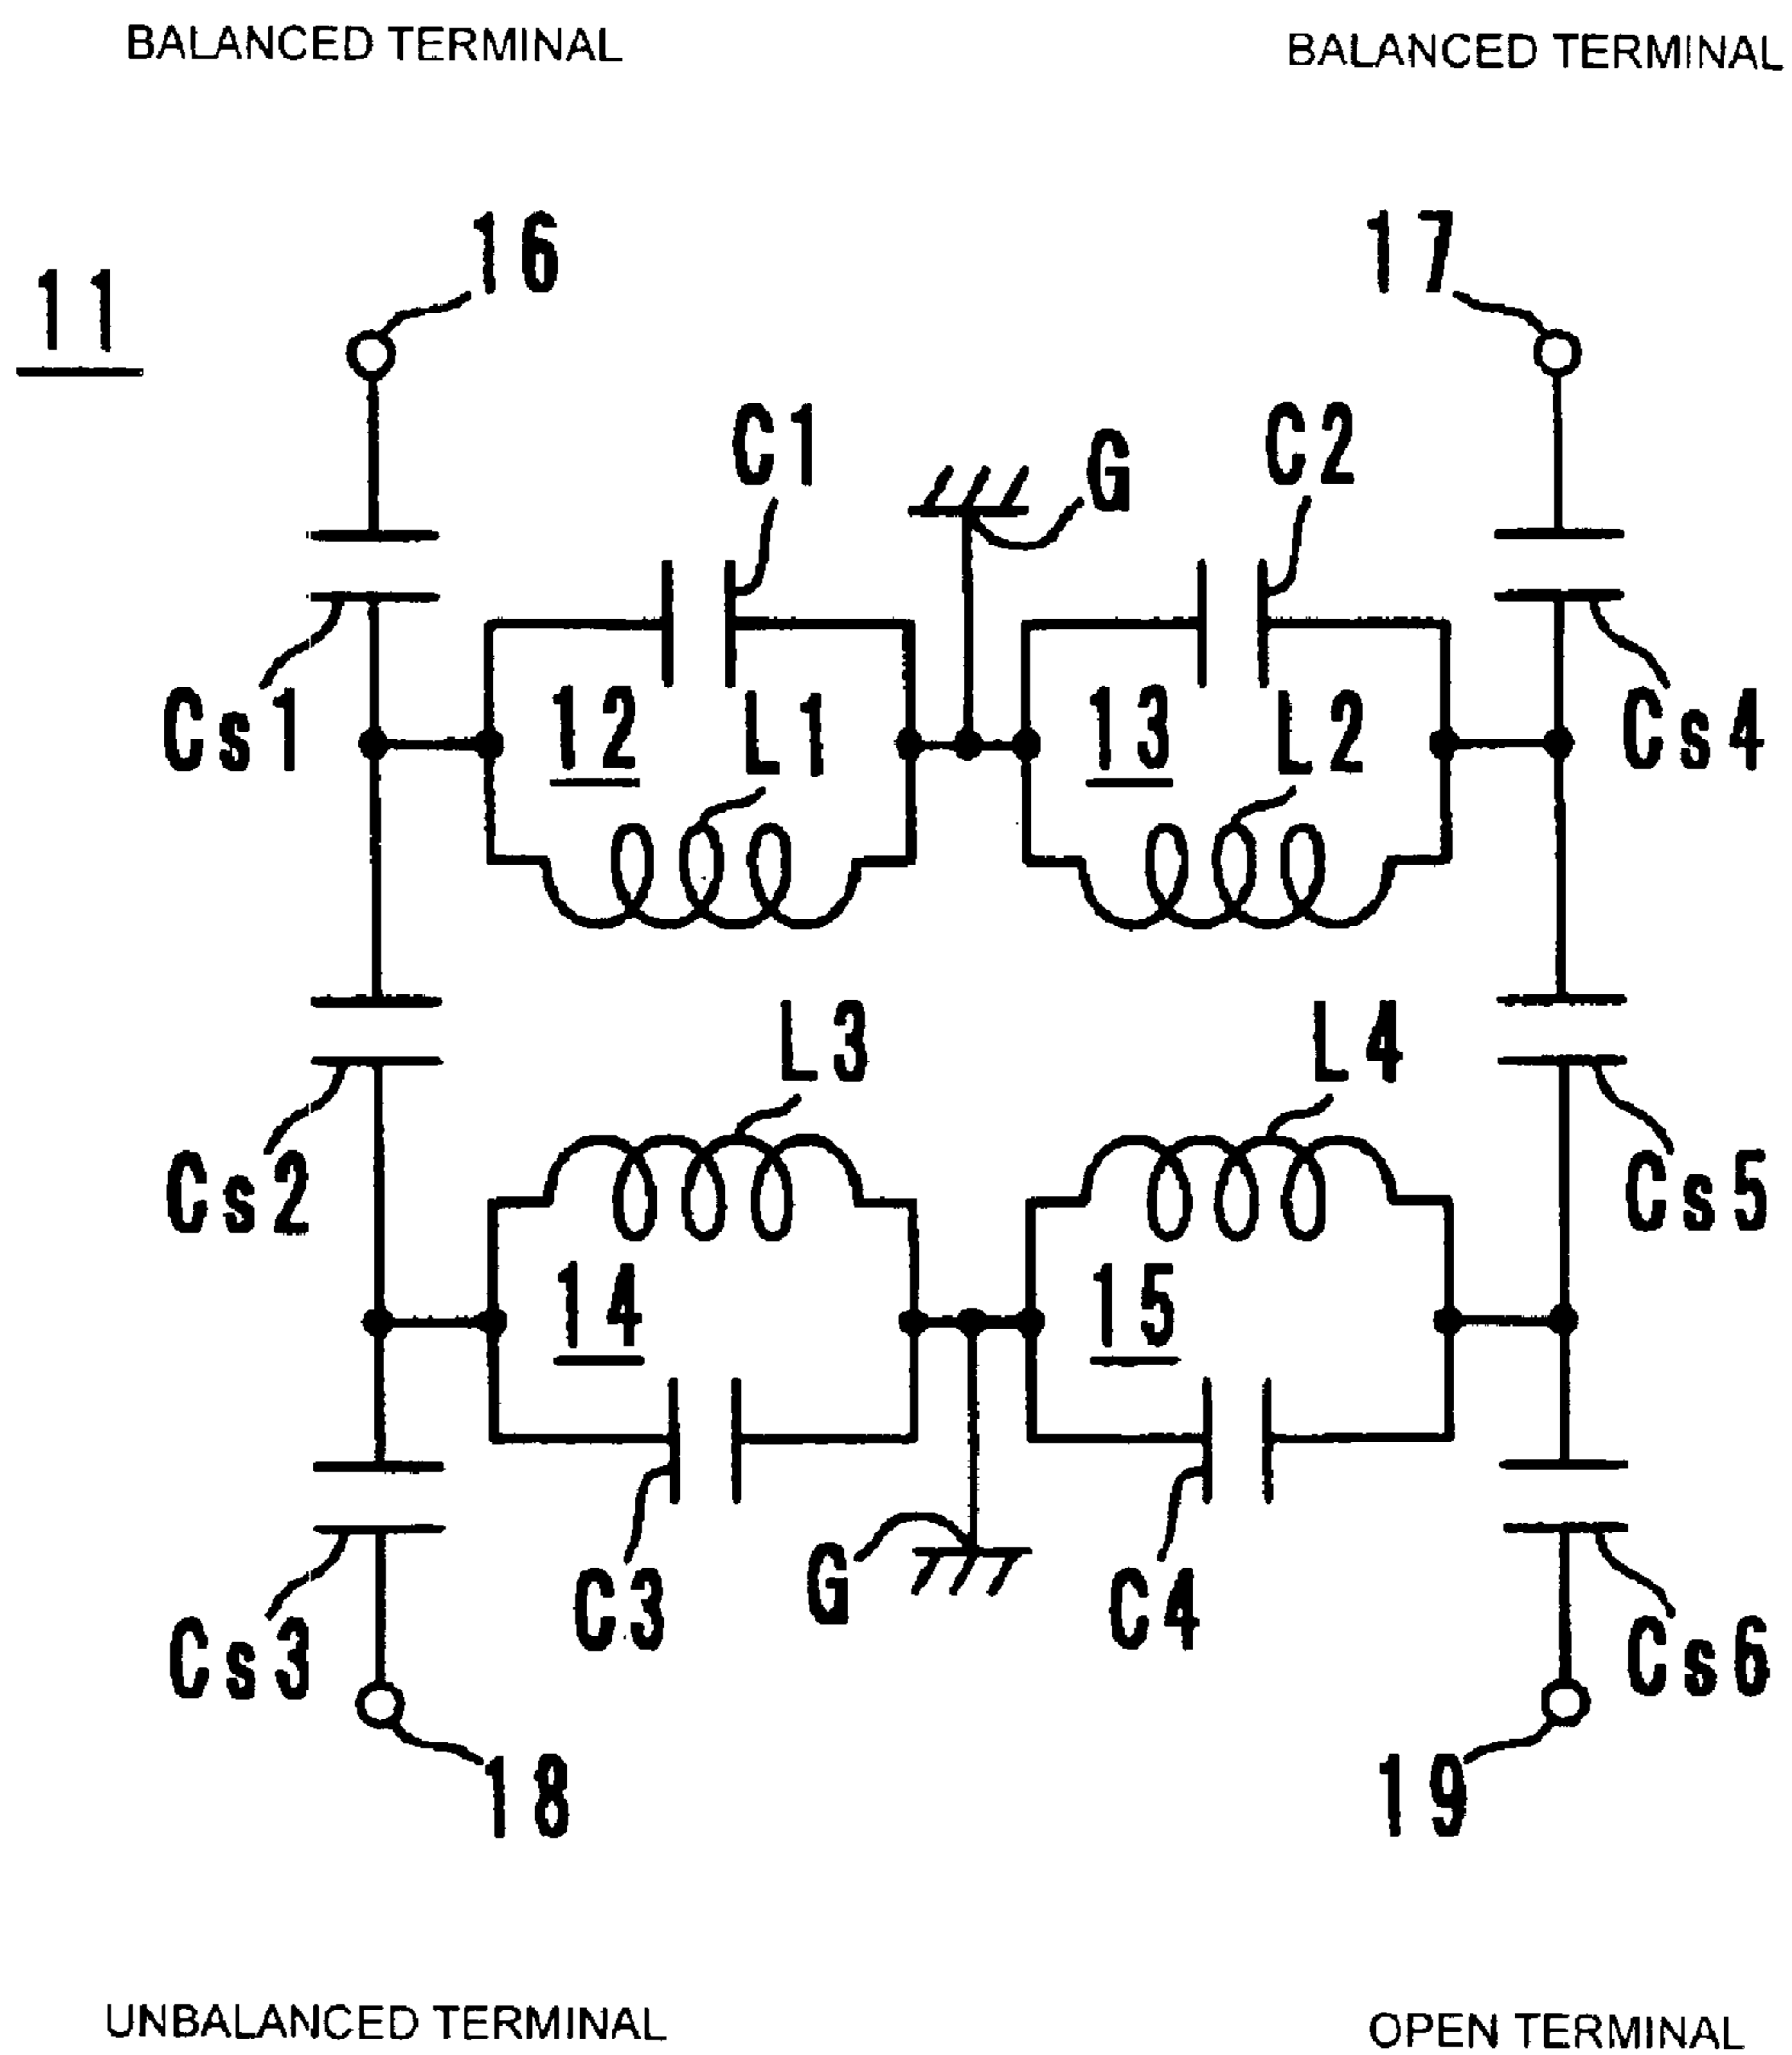 BALANCED TERMINAL
BALANCED TERMINAL
16
17
11
C1
G
C2
Cs1
12
L1
13
L2
Cs4
L3
L4
Cs2
14
15
Cs5
C3
G
C4
Cs3
Cs6
18
19
UNBALANCED TERMINAL
OPEN TERMINAL